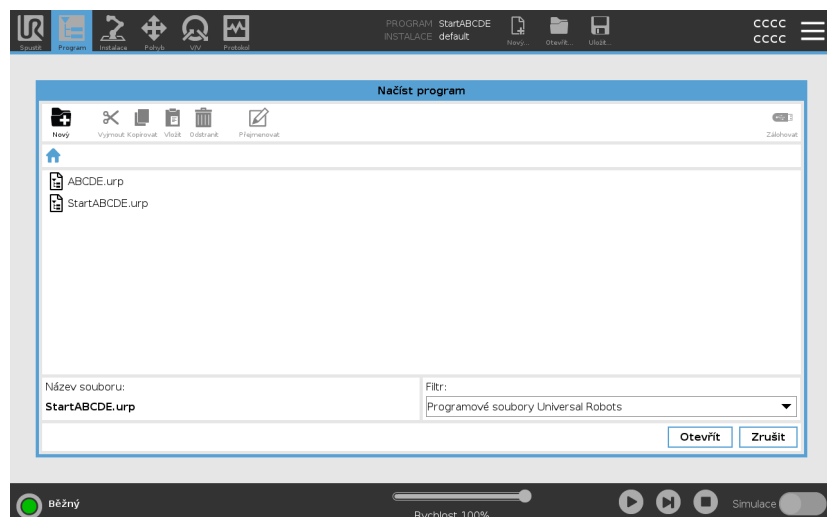 PROGRAM StartABCDE
INSTALACE default
Nový... Otevřít... Uložit...
CCCC
CCCC
Spustit Program Instalace Pohyb V/V Protokol
Načíst program
Nový Vyjmout Kopírovat Vložit Odstranit Přejmenovat Zálohovat
ABCDE.urp
StartABCDE.urp
Název souboru:
StartABCDE.urp
Filtr:
Programové soubory Universal Robots
Otevřít Zrušit
Běžný
Rychlost 100%
Simulace